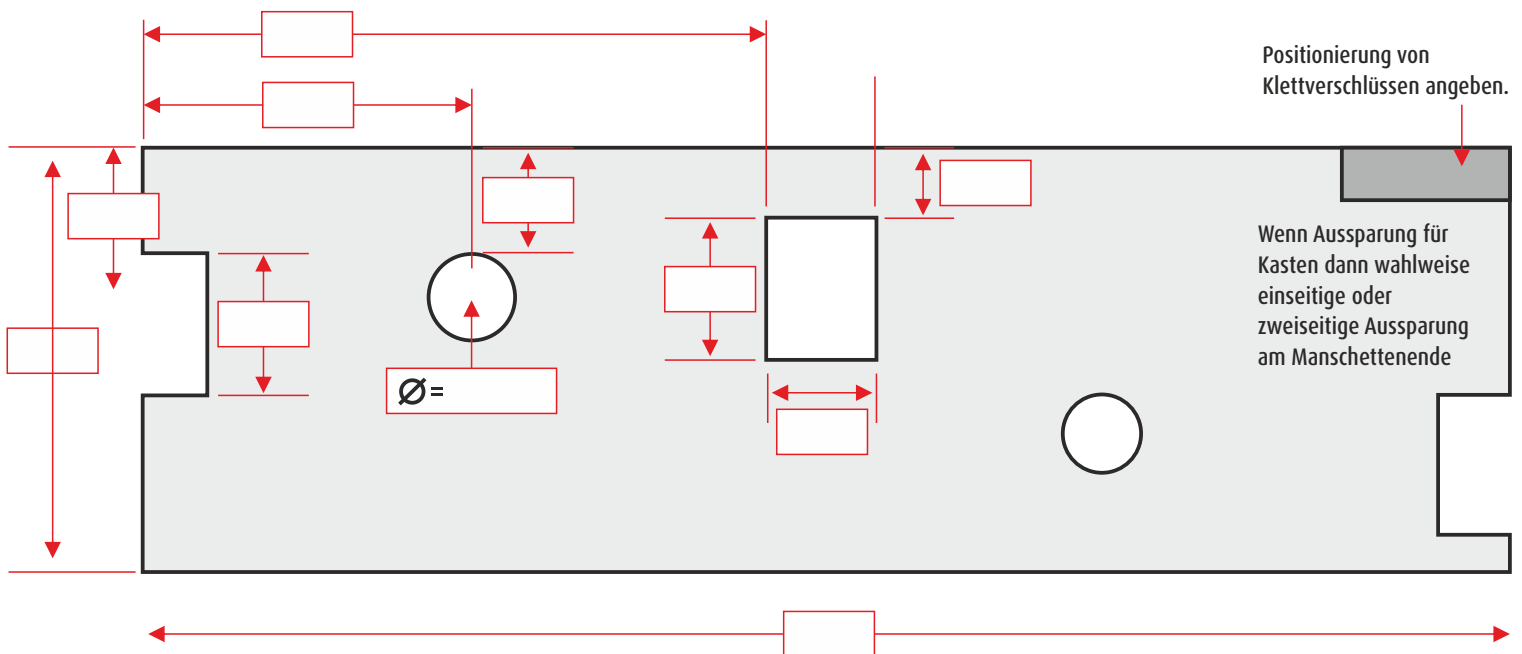 Positionierung von
Klettverschlüssen angeben.
Wenn Aussparung für
Kasten dann wahlweise
einseitige oder
zweiseitige Aussparung
am Manschettenende
Ø=